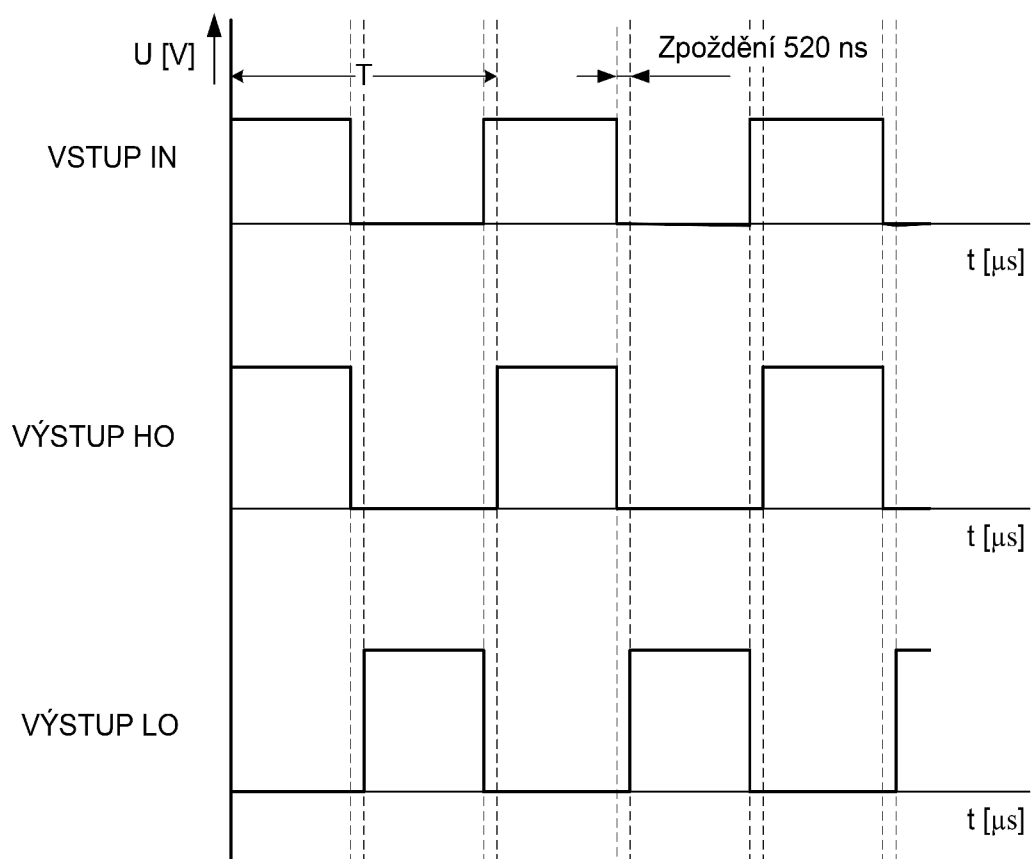 U [V]
T
Zpoždění 520 ns
VSTUP IN
t [μs]
VÝSTUP HO
t [μs]
VÝSTUP LO
t [μs]